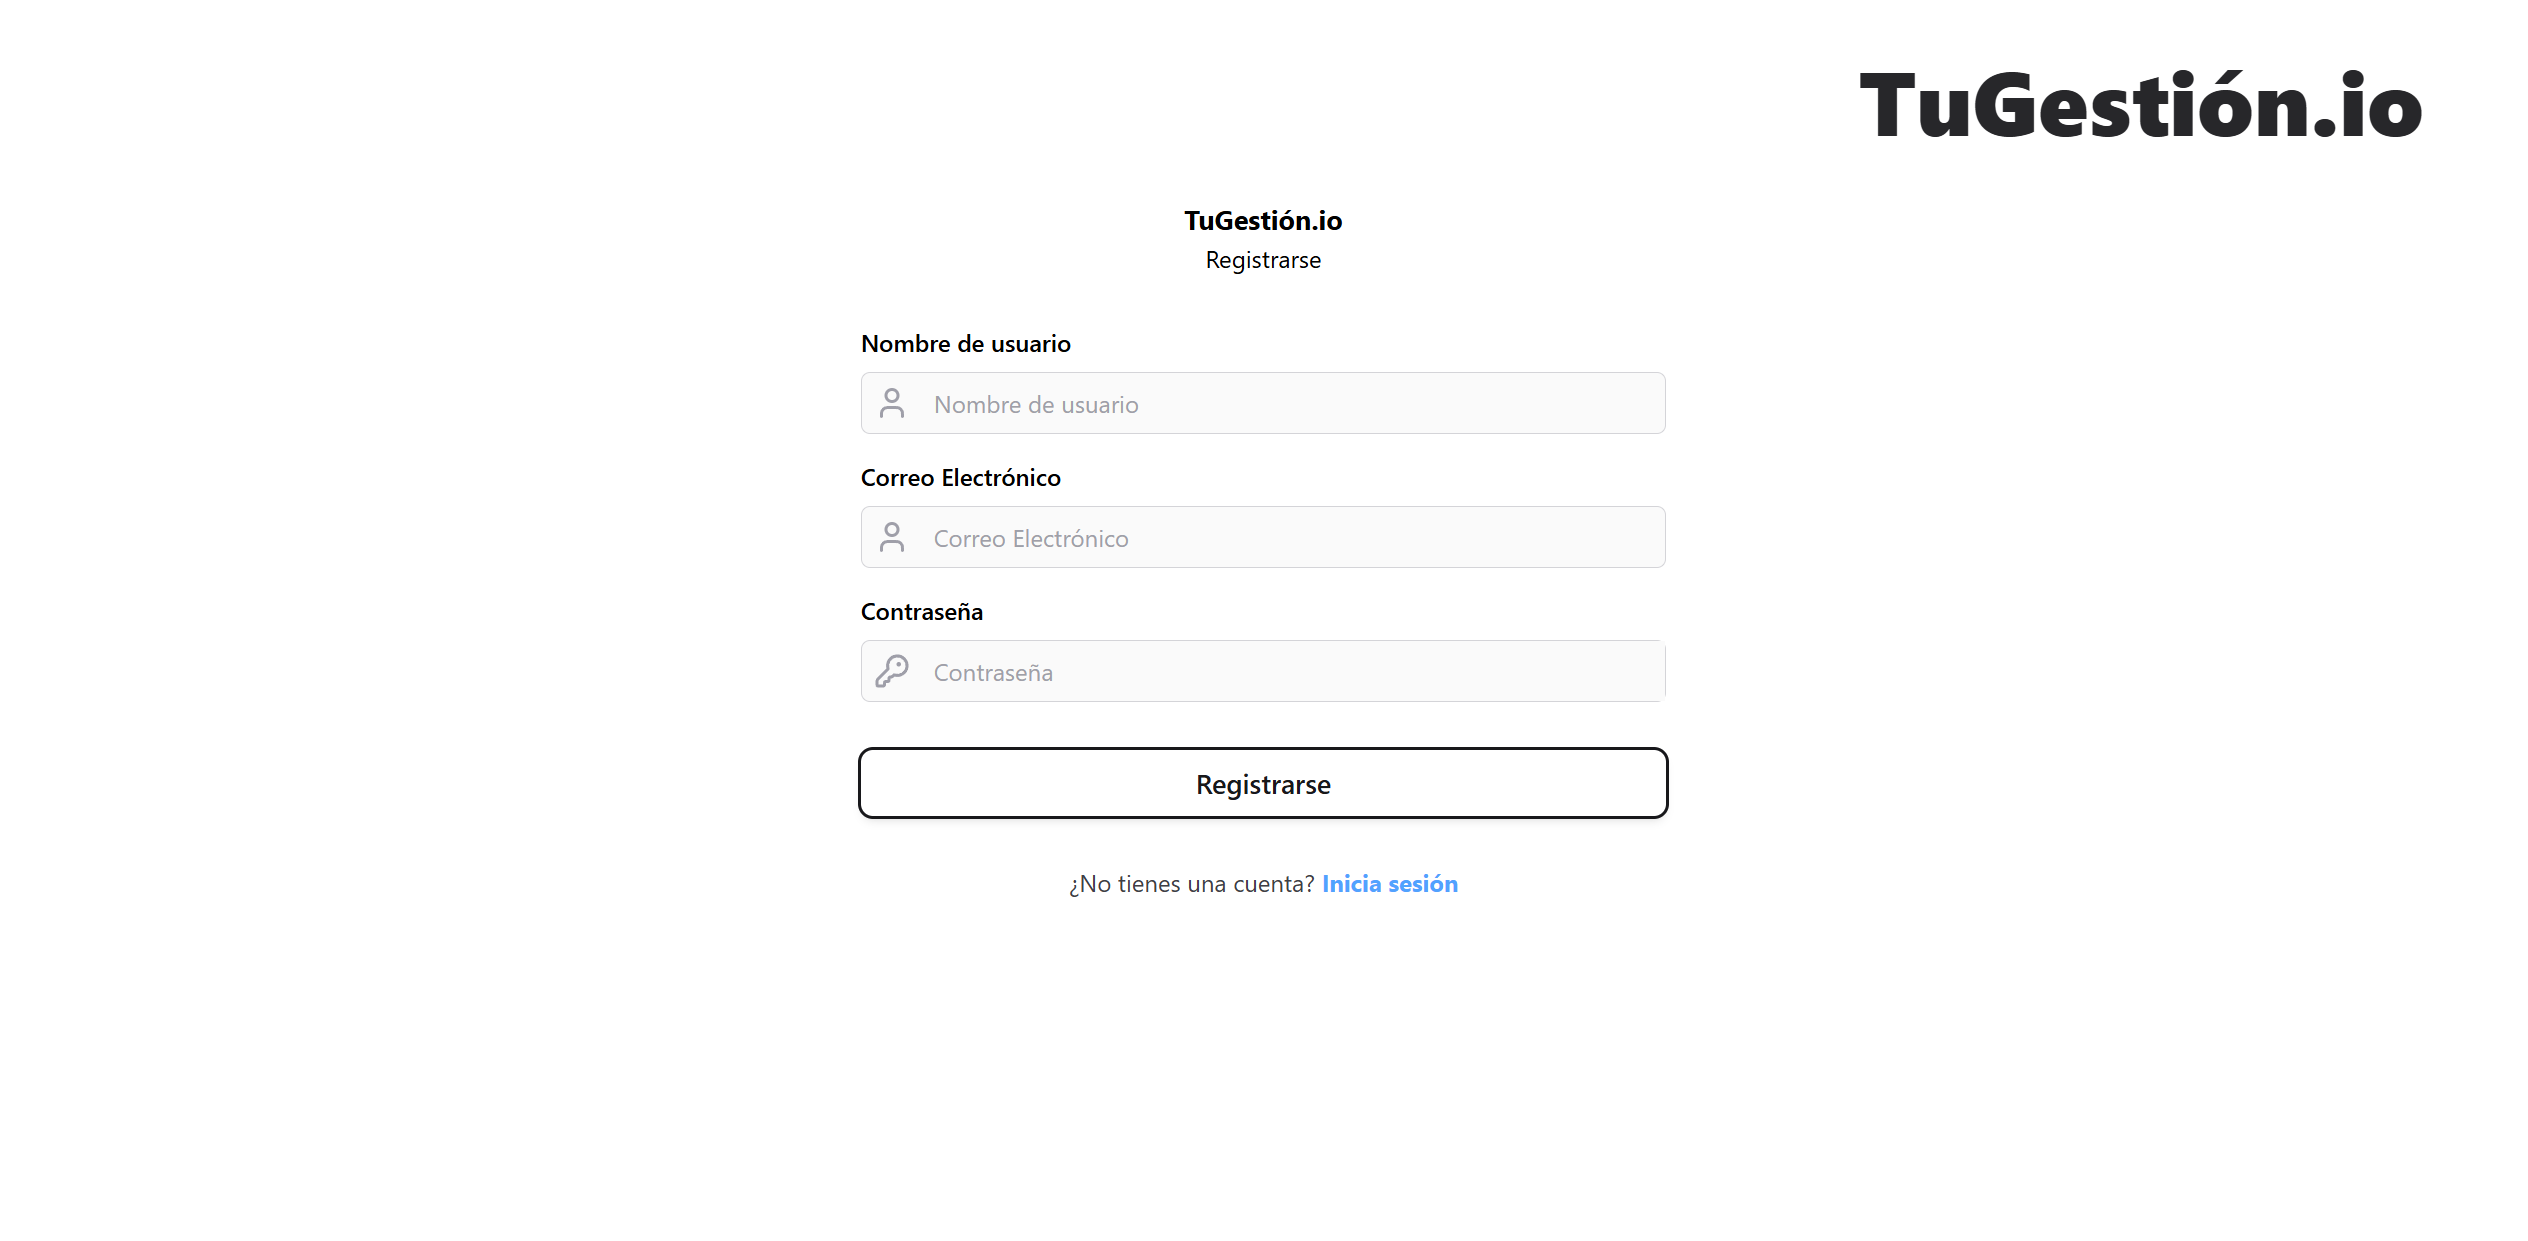 TuGestión.io
TuGestión.io
Registrarse
Nombre de usuario
Nombre de usuario
Correo Electrónico
Correo Electrónico
Contraseña
Contraseña
Registrarse
¿No tienes una cuenta? Inicia sesión